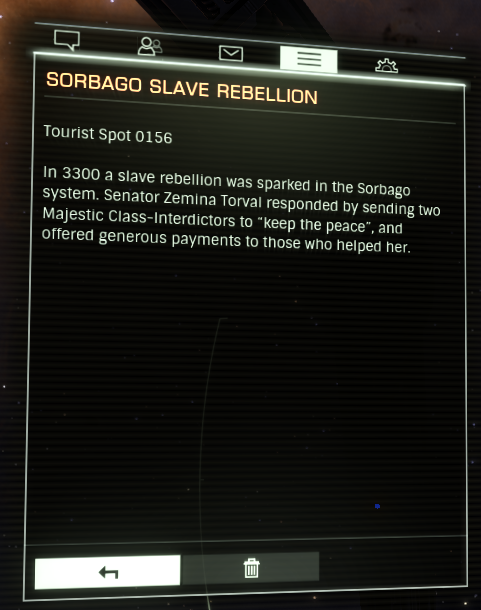 SORBAGO SLAVE REBELLION
Tourist Spot 0156
In 3300 a slave rebellion was sparked in the Sorbago
system. Senator Zemina Torval responded by sending two
Majestic Class-Interdictors to "keep the peace", and
offered generous payments to those who helped her.